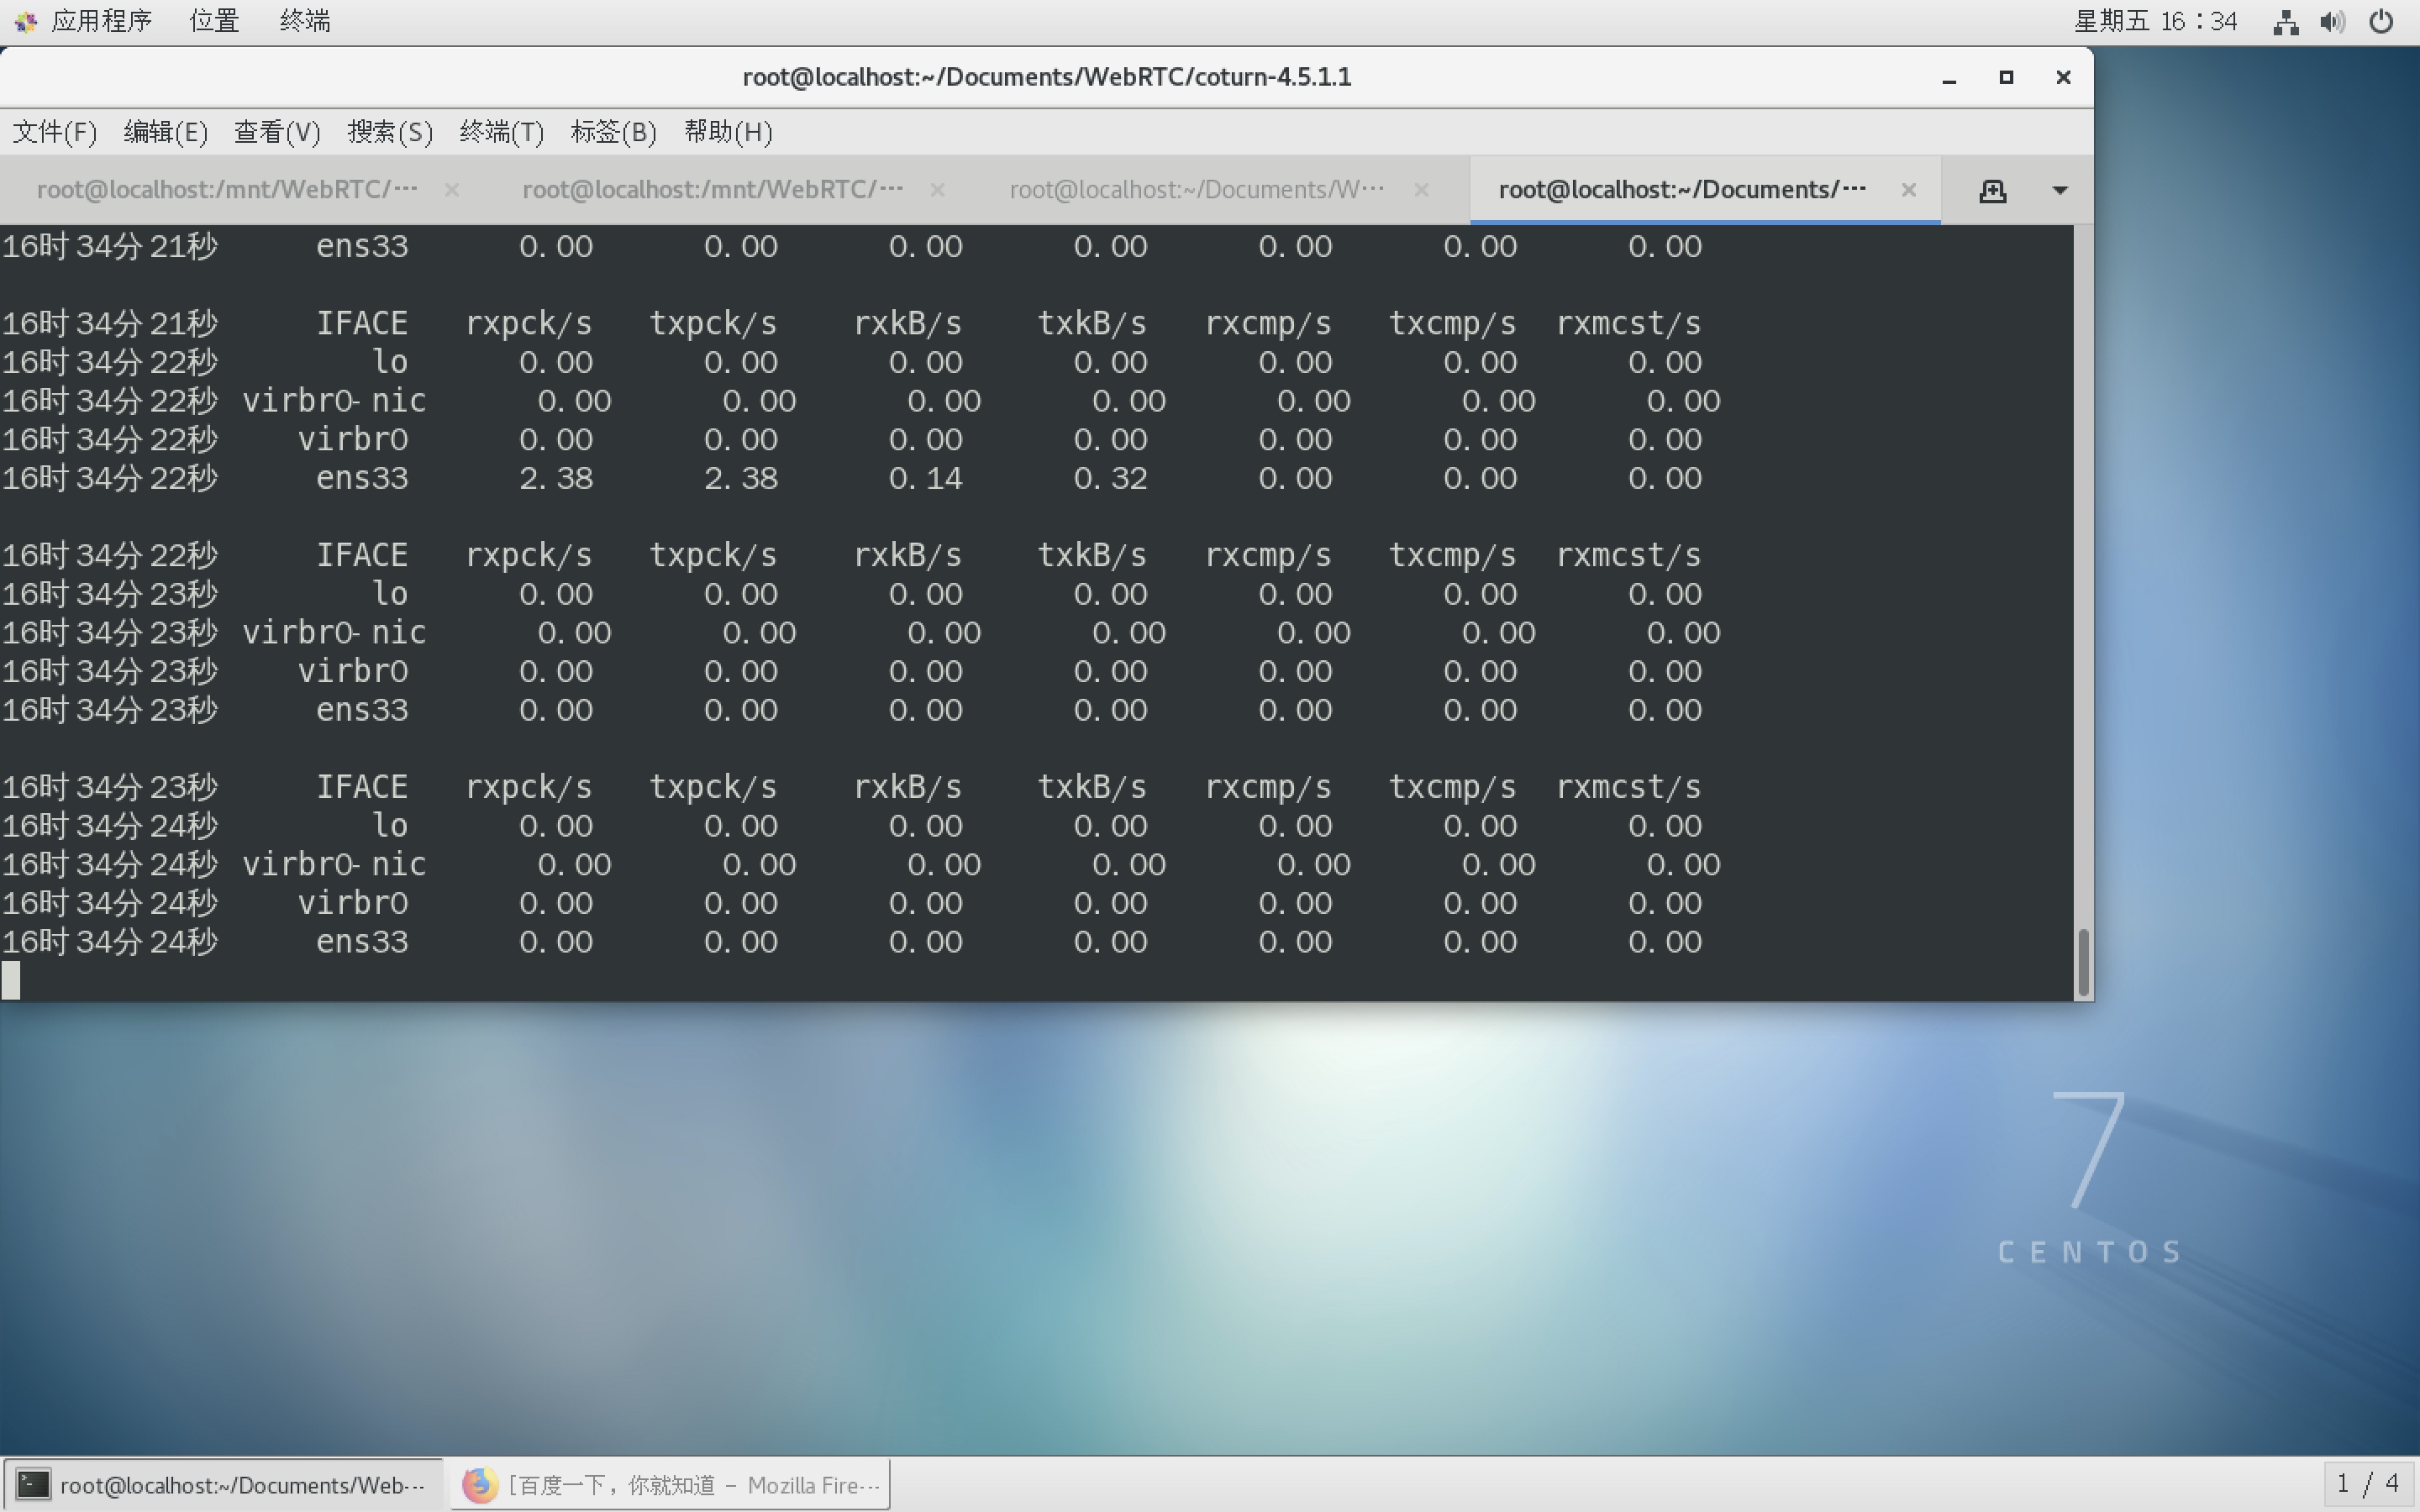 应用程序 位置 终端 星期五 16：34
root@localhost:~/Documents/WebRTC/coturn-4.5.1.1
文件(F) 编辑(E) 查看(V) 搜索(S) 终端(T) 标签(B) 帮助(H)
root@localhost:/mnt/WebRTC/··· root@localhost:/mnt/WebRTC/··· root@localhost:~/Documents/W··· root@localhost:~/Documents/···
16时34分21秒 ens33 0.00 0.00 0.00 0.00 0.00 0.00 0.00
16时34分21秒 IFACE rxpck/s txpck/s rxkB/s txkB/s rxcmp/s txcmp/s rxmcst/s
16时34分22秒 lo 0.00 0.00 0.00 0.00 0.00 0.00 0.00
16时34分22秒 virbr0-nic 0.00 0.00 0.00 0.00 0.00 0.00 0.00
16时34分22秒 virbr0 0.00 0.00 0.00 0.00 0.00 0.00 0.00
16时34分22秒 ens33 2.38 2.38 0.14 0.32 0.00 0.00 0.00
16时34分22秒 IFACE rxpck/s txpck/s rxkB/s txkB/s rxcmp/s txcmp/s rxmcst/s
16时34分23秒 lo 0.00 0.00 0.00 0.00 0.00 0.00 0.00
16时34分23秒 virbr0-nic 0.00 0.00 0.00 0.00 0.00 0.00 0.00
16时34分23秒 virbr0 0.00 0.00 0.00 0.00 0.00 0.00 0.00
16时34分23秒 ens33 0.00 0.00 0.00 0.00 0.00 0.00 0.00
16时34分23秒 IFACE rxpck/s txpck/s rxkB/s txkB/s rxcmp/s txcmp/s rxmcst/s
16时34分24秒 lo 0.00 0.00 0.00 0.00 0.00 0.00 0.00
16时34分24秒 virbr0-nic 0.00 0.00 0.00 0.00 0.00 0.00 0.00
16时34分24秒 virbr0 0.00 0.00 0.00 0.00 0.00 0.00 0.00
16时34分24秒 ens33 0.00 0.00 0.00 0.00 0.00 0.00 0.00
7
CENTOS
root@localhost:~/Documents/Web··· [百度一下，你就知道 – Mozilla Fire··· 1 / 4